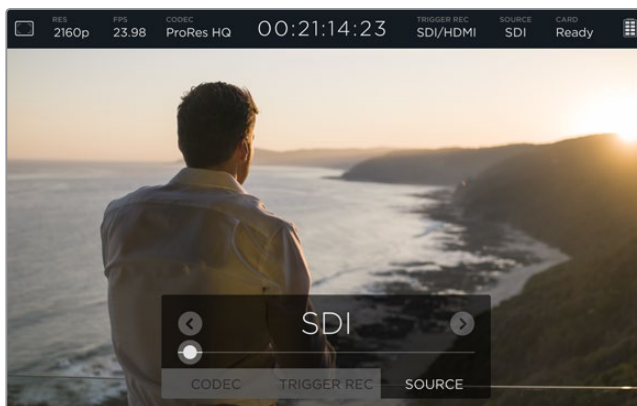 RES FPS CODEC TRIGGER REC SOURCE CARD
2160p 23.98 ProRes HQ 00:21:14:23 SDI/HDMI SDI Ready
SDI
CODEC TRIGGER REC SOURCE